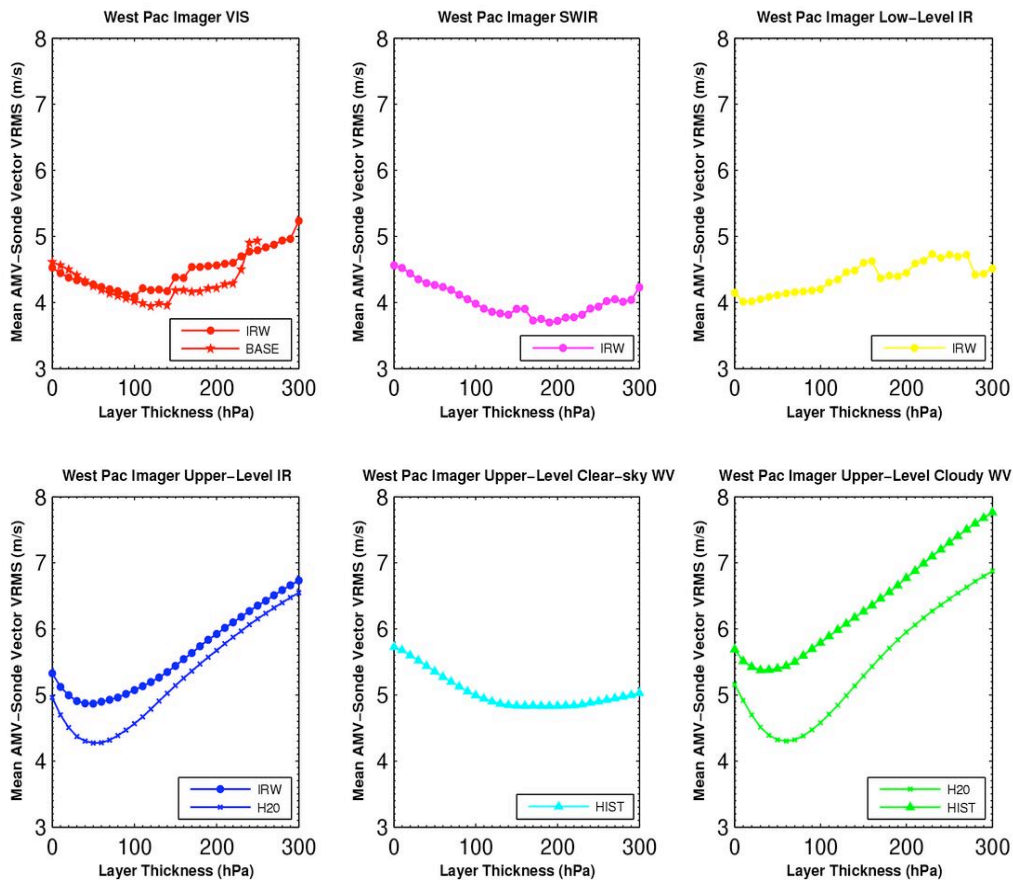 West Pac Imager VIS
8
7
6
5
4
3
0
100
200
300
Mean AMV−Sonde Vector VRMS (m/s)
Layer Thickness (hPa)
IRW
BASE
West Pac Imager SWIR
8
7
6
5
4
3
0
100
200
300
Mean AMV−Sonde Vector VRMS (m/s)
Layer Thickness (hPa)
IRW
West Pac Imager Low−Level IR
8
7
6
5
4
3
0
100
200
300
Mean AMV−Sonde Vector VRMS (m/s)
Layer Thickness (hPa)
IRW
West Pac Imager Upper−Level IR
8
7
6
5
4
3
0
100
200
300
Mean AMV−Sonde Vector VRMS (m/s)
Layer Thickness (hPa)
IRW
H20
West Pac Imager Upper−Level Clear−sky WV
8
7
6
5
4
3
0
100
200
300
Mean AMV−Sonde Vector VRMS (m/s)
Layer Thickness (hPa)
HIST
West Pac Imager Upper−Level Cloudy WV
8
7
6
5
4
3
0
100
200
300
Mean AMV−Sonde Vector VRMS (m/s)
Layer Thickness (hPa)
H20
HIST